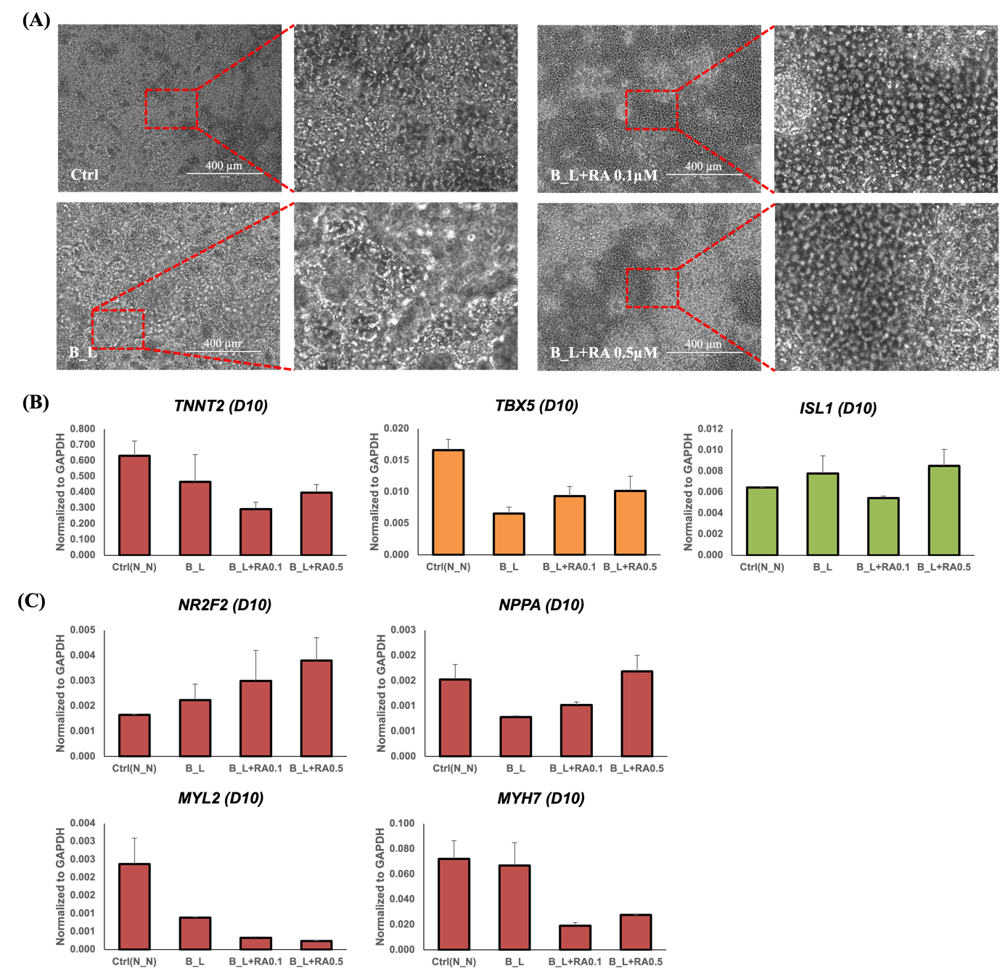 (A)
400 µm
Ctrl
400 µm
B_L+RA 0.1µM
400 µm
B_L
400 µm
B_L+RA 0.5µM
(B)
TNNT2 (D10)
Normalized to GAPDH
0.800
0.700
0.600
0.500
0.400
0.300
0.200
0.100
0.000
Ctrl(N_N) B_L B_L+RA0.1 B_L+RA0.5
TBX5 (D10)
Normalized to GAPDH
0.020
0.015
0.010
0.005
0.000
Ctrl(N_N) B_L B_L+RA0.1 B_L+RA0.5
ISL1 (D10)
Normalized to GAPDH
0.012
0.010
0.008
0.006
0.004
0.002
0.000
Ctrl(N_N) B_L B_L+RA0.1 B_L+RA0.5
(C)
NR2F2 (D10)
Normalized to GAPDH
0.005
0.004
0.003
0.002
0.001
0.000
Ctrl(N_N) B_L B_L+RA0.1 B_L+RA0.5
NPPA (D10)
Normalized to GAPDH
0.003
0.002
0.002
0.001
0.001
0.000
Ctrl(N_N) B_L B_L+RA0.1 B_L+RA0.5
MYL2 (D10)
Normalized to GAPDH
0.004
0.003
0.003
0.002
0.002
0.001
0.001
0.000
Ctrl(N_N) B_L B_L+RA0.1 B_L+RA0.5
MYH7 (D10)
Normalized to GAPDH
0.100
0.080
0.060
0.040
0.020
0.000
Ctrl(N_N) B_L B_L+RA0.1 B_L+RA0.5